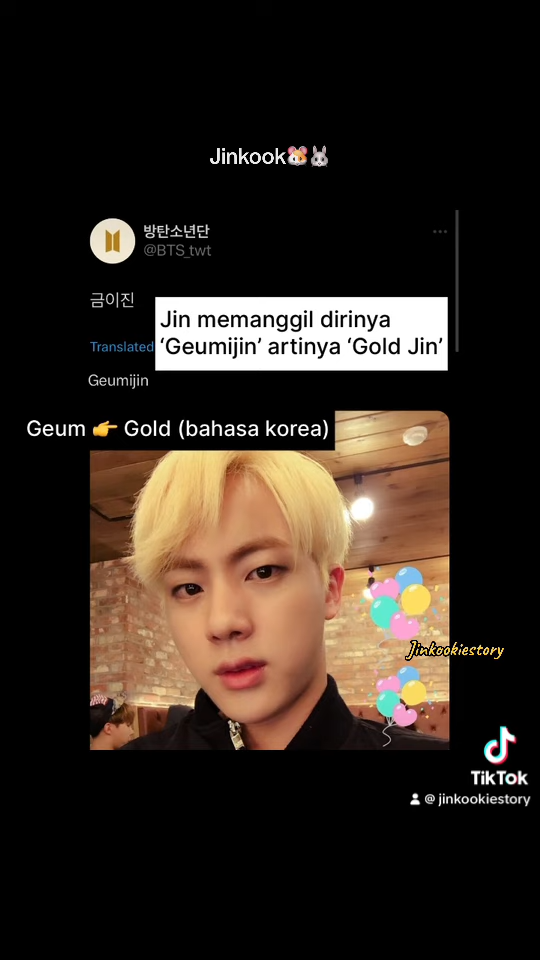 Jinkook🐹🐰
방탄소년단
@BTS_twt
금이진
Jin memanggil dirinya
‘Geumijin’ artinya ‘Gold Jin’
Translated
Geumijin
Geum 👉 Gold (bahasa korea)
Jinkookiestory
TikTok
@ jinkookiestory